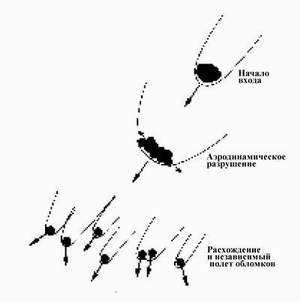 Начало
входа
Аэродинамическое
разрушение
Расхождение
и независимый
полет обломков